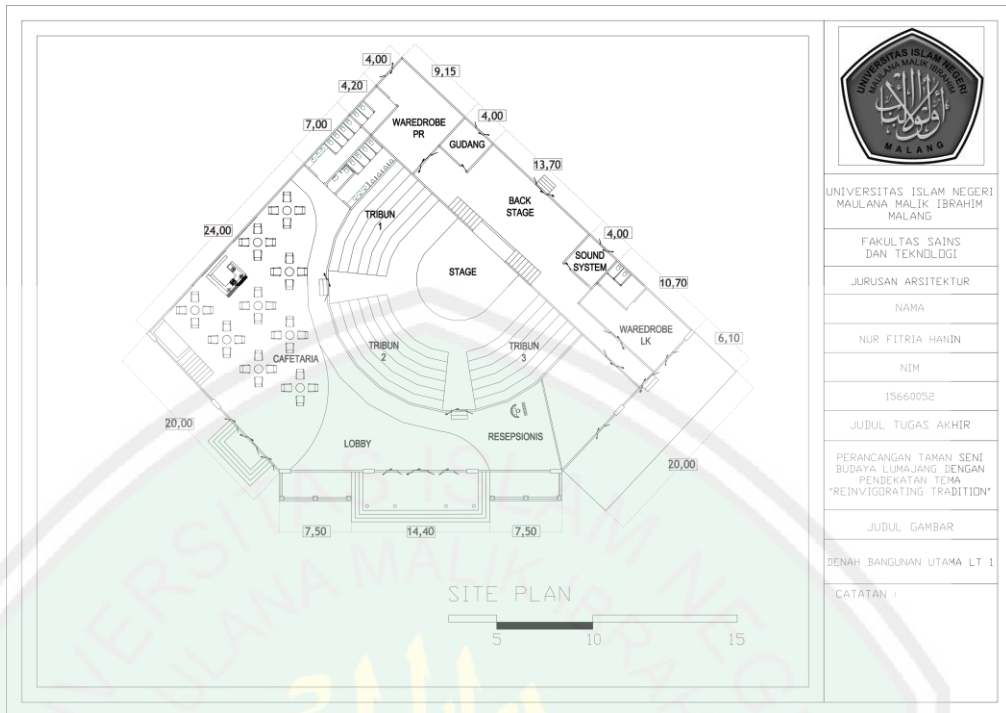 4,00
9,15
4,20
7,00
4,00
WAREDROBE
PR
GUDANG
13,70
24,00
BACK
STAGE
TRIBUN
1
4,00
SOUND
SYSTEM
STAGE
10,70
WAREDROBE
LK
6,10
TRIBUN
2
TRIBUN
3
CAFETARIA
20,00
LOBBY
RESEPSIONIS
20,00
7,50
14,40
7,50
SITE PLAN
5
10
15
UNIVERSITAS ISLAM NEGERI
MAULANA MALIK IBRAHIM
MALANG
UNIVERSITAS ISLAM NEGERI
MAULANA MALIK IBRAHIM
MALANG
FAKULTAS SAINS
DAN TEKNOLOGI
JURUSAN ARSITEKTUR
NAMA
NUR FITRIA HANIN
NIM
15660052
JUDUL TUGAS AKHIR
PERANCANGAN TAMAN SENI
BUDAYA LUMAJANG DENGAN
PENDEKATAN TEMA
"REINVIGORATING TRADITION"
JUDUL GAMBAR
DENAH BANGUNAN UTAMA LT 1
CATATAN :